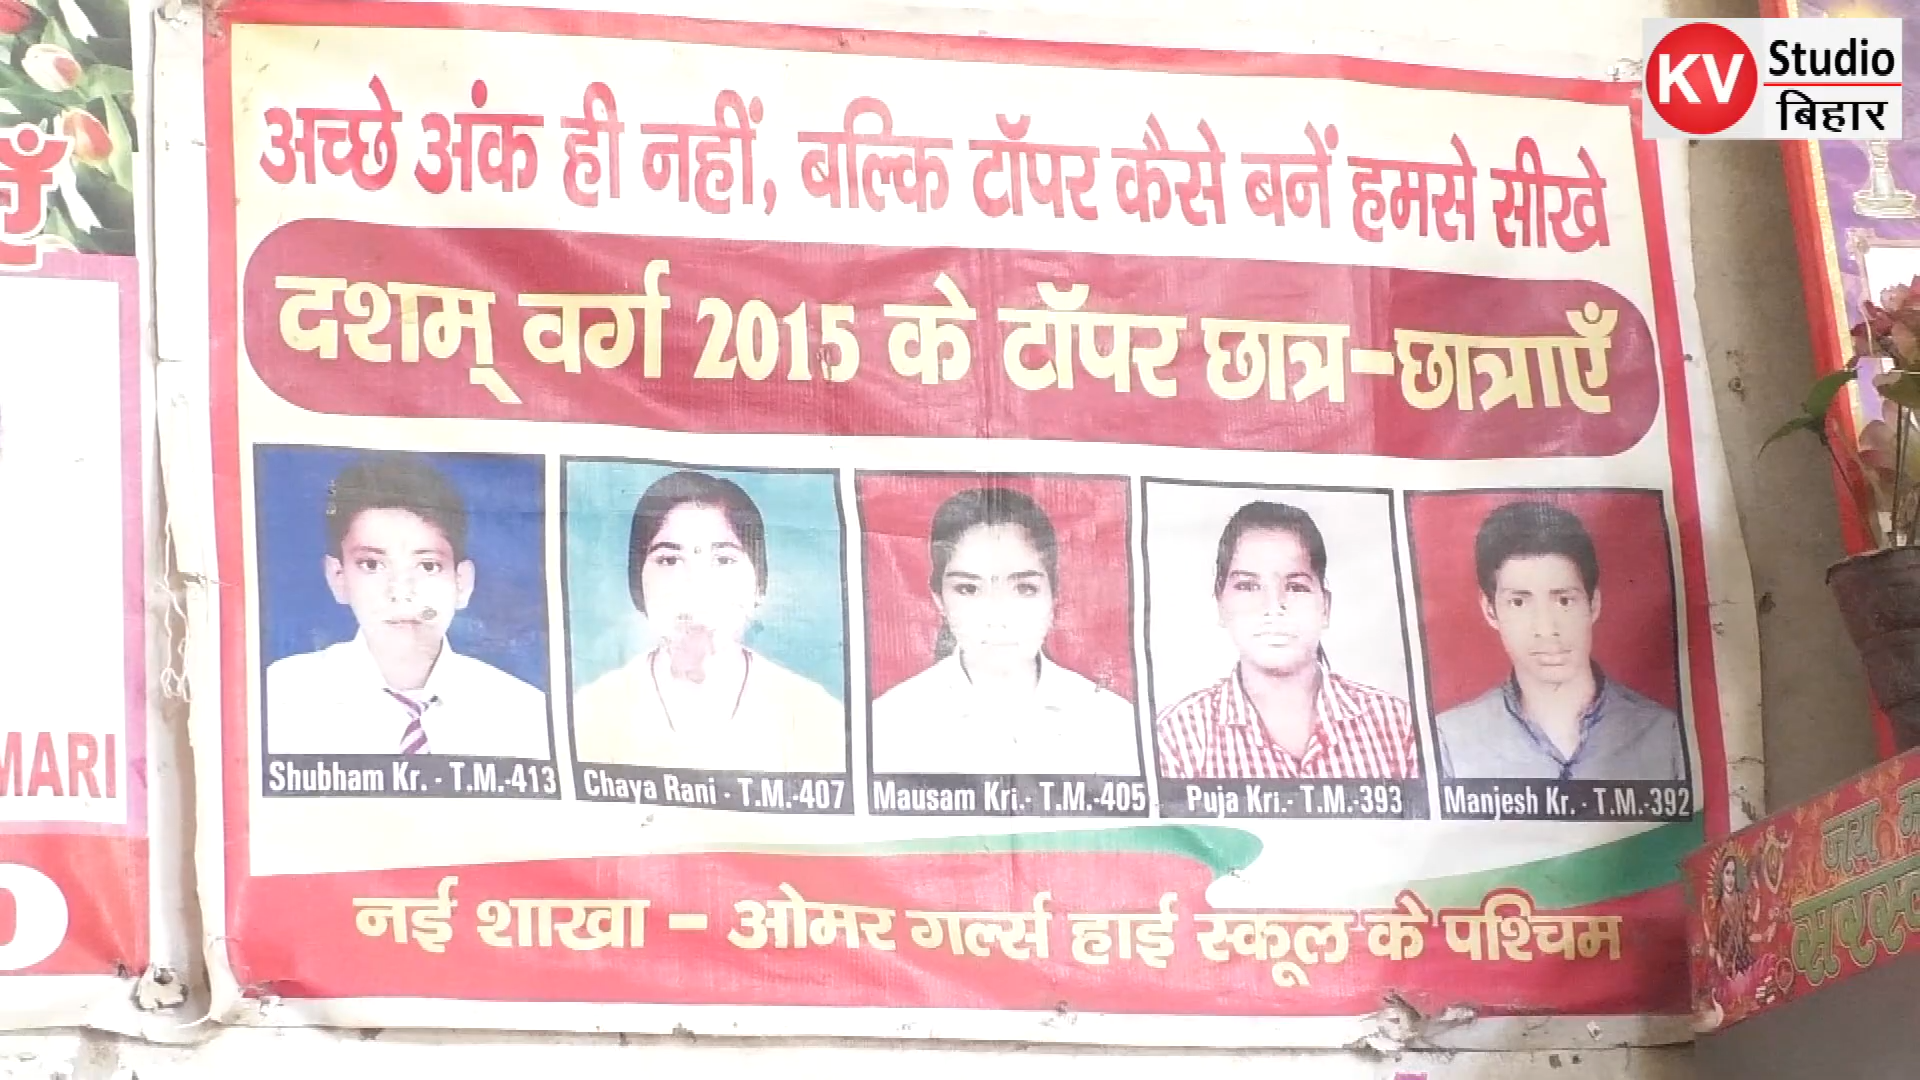 KV Studio
बिहार
अच्छे अंक ही नहीं, बल्कि टॉपर कैसे बनें हमसे सीखे
दशम् वर्ग 2015 के टॉपर छात्र-छात्राएँ
Shubham Kr. - T.M.-413
Chaya Rani - T.M.-407
Mausam Kri.- T.M.-405
Puja Kri.- T.M.-393
Manjesh Kr. - T.M.-392
नई शाखा - ओमर गर्ल्स हाई स्कूल के पश्चिम
MARI
जय